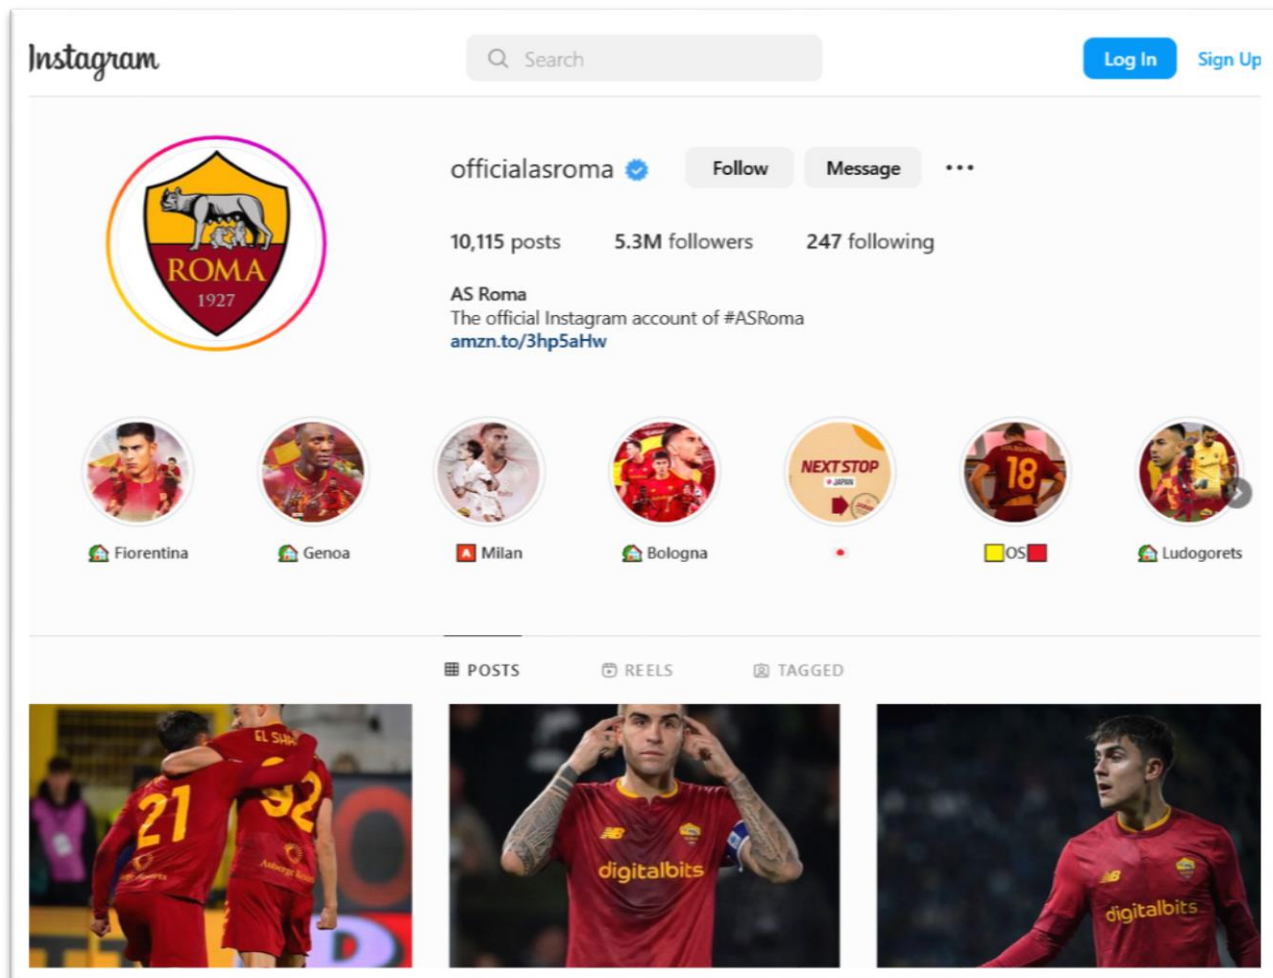 Instagram
Search
Log In
Sign Up
officialasroma
Follow
Message
10,115 posts
5.3M followers
247 following
ROMA
1927
AS Roma
The official Instagram account of #ASRoma
amzn.to/3hp5aHw
NEXT STOP
JAPAN
18
Fiorentina
Genoa
A Milan
Bologna
OS
Ludogorets
POSTS
REELS
TAGGED
EL SHA
21
92
digitalbits
digitalbits